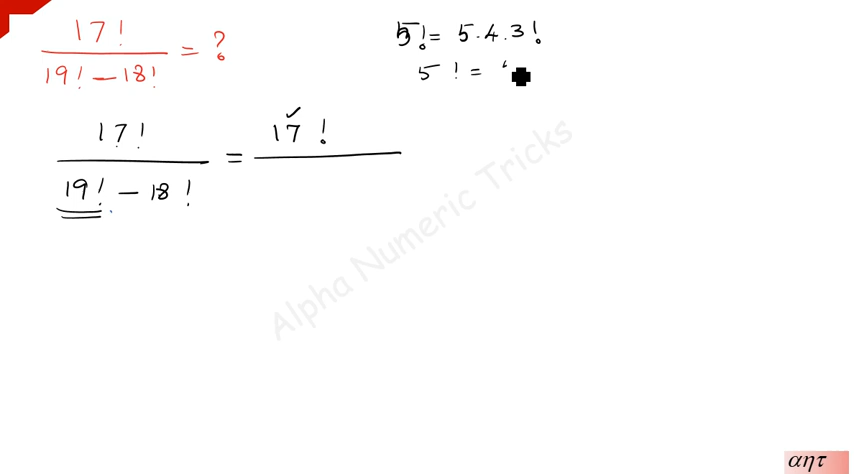 17! / (19! − 18!) = ?
5! = 5.4.3!
5! =
17! / (19! − 18!) = 17!
Alpha Numeric Tricks
αητ